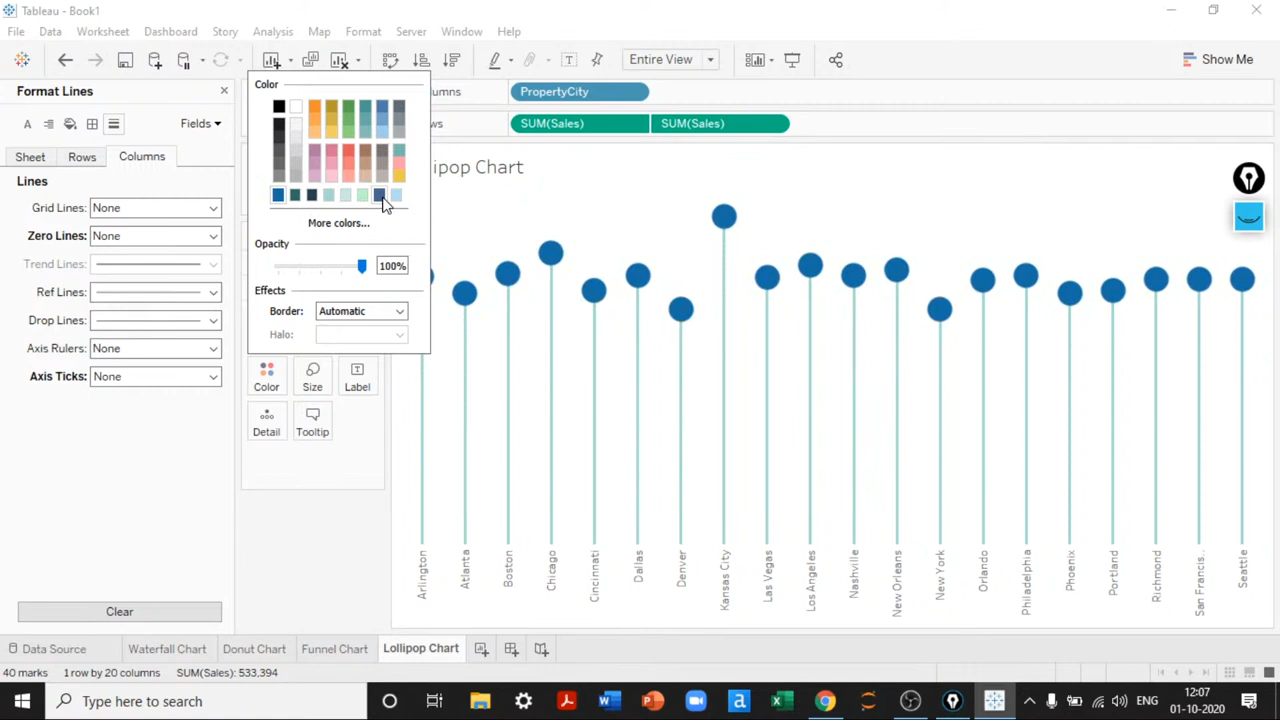 Tableau - Book1
File Data Worksheet Dashboard Story Analysis Map Format Server Window Help
Entire View
Show Me
Format Lines
Fields
Sheet Rows Columns
Lines
Grid Lines: None
Zero Lines: None
Trend Lines:
Ref Lines:
Drop Lines:
Axis Rulers: None
Axis Ticks: None
Clear
Color
More colors...
Opacity
100%
Effects
Border: Automatic
Halo:
Color Size Label
Detail Tooltip
umns PropertyCity
ws SUM(Sales) SUM(Sales)
lipop Chart
Arlington
Atlanta
Boston
Chicago
Cincinnati
Dallas
Denver
Kansas City
Las Vegas
Los Angeles
Nashville
New Orleans
New York
Orlando
Philadelphia
Phoenix
Portland
Richmond
San Francis..
Seattle
Data Source Waterfall Chart Donut Chart Funnel Chart Lollipop Chart
40 marks 1 row by 20 columns SUM(Sales): 533,394
Type here to search
ENG
12:07
01-10-2020